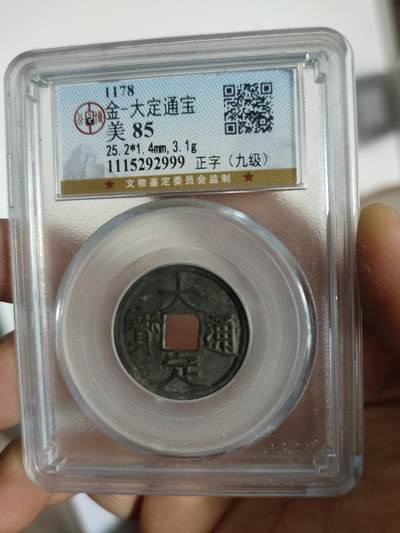 1178
金-大定通宝
美 85
25.2*1.4mm,3.1g
1115292999 正字（九级）
★ 文物鉴定委员会监制 ★
大定通寳